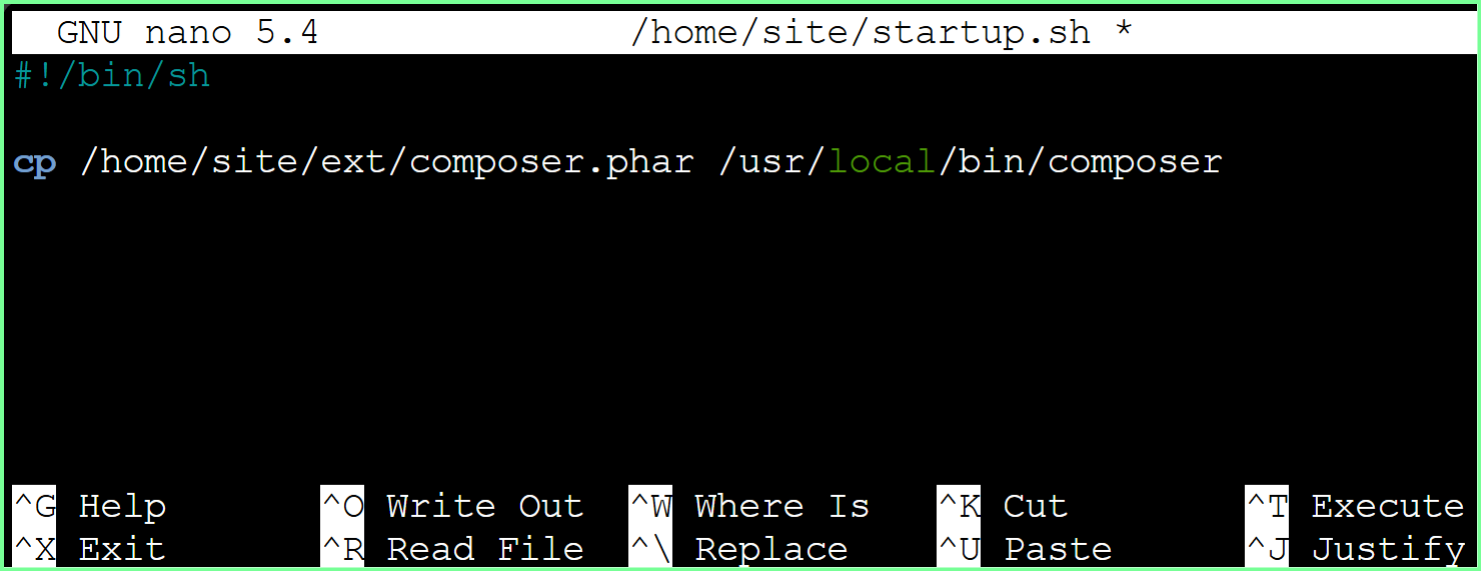 GNU nano 5.4 /home/site/startup.sh *
#!/bin/sh
cp /home/site/ext/composer.phar /usr/local/bin/composer
^G Help ^O Write Out ^W Where Is ^K Cut ^T Execute
^X Exit ^R Read File ^\ Replace ^U Paste ^J Justify